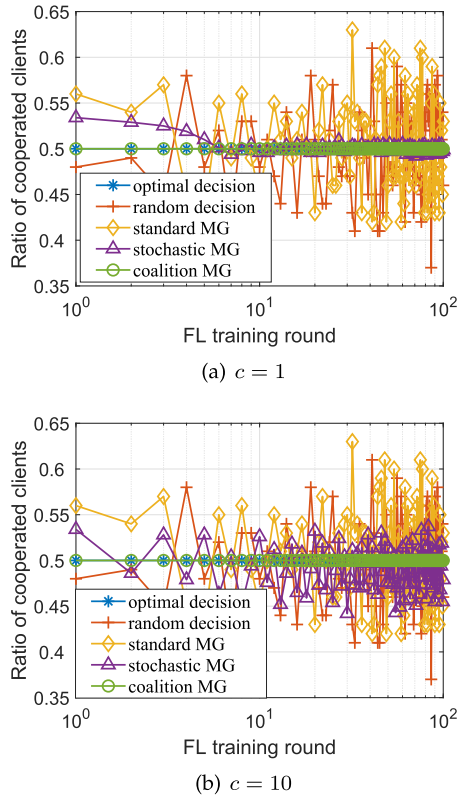 0.65
0.6
0.55
0.5
0.45
0.4
0.35
Ratio of cooperated clients
optimal decision
random decision
standard MG
stochastic MG
coalition MG
10^0
10^1
10^2
FL training round
(a) c = 1
0.65
0.6
0.55
0.5
0.45
0.4
0.35
Ratio of cooperated clients
optimal decision
random decision
standard MG
stochastic MG
coalition MG
10^0
10^1
10^2
FL training round
(b) c = 10